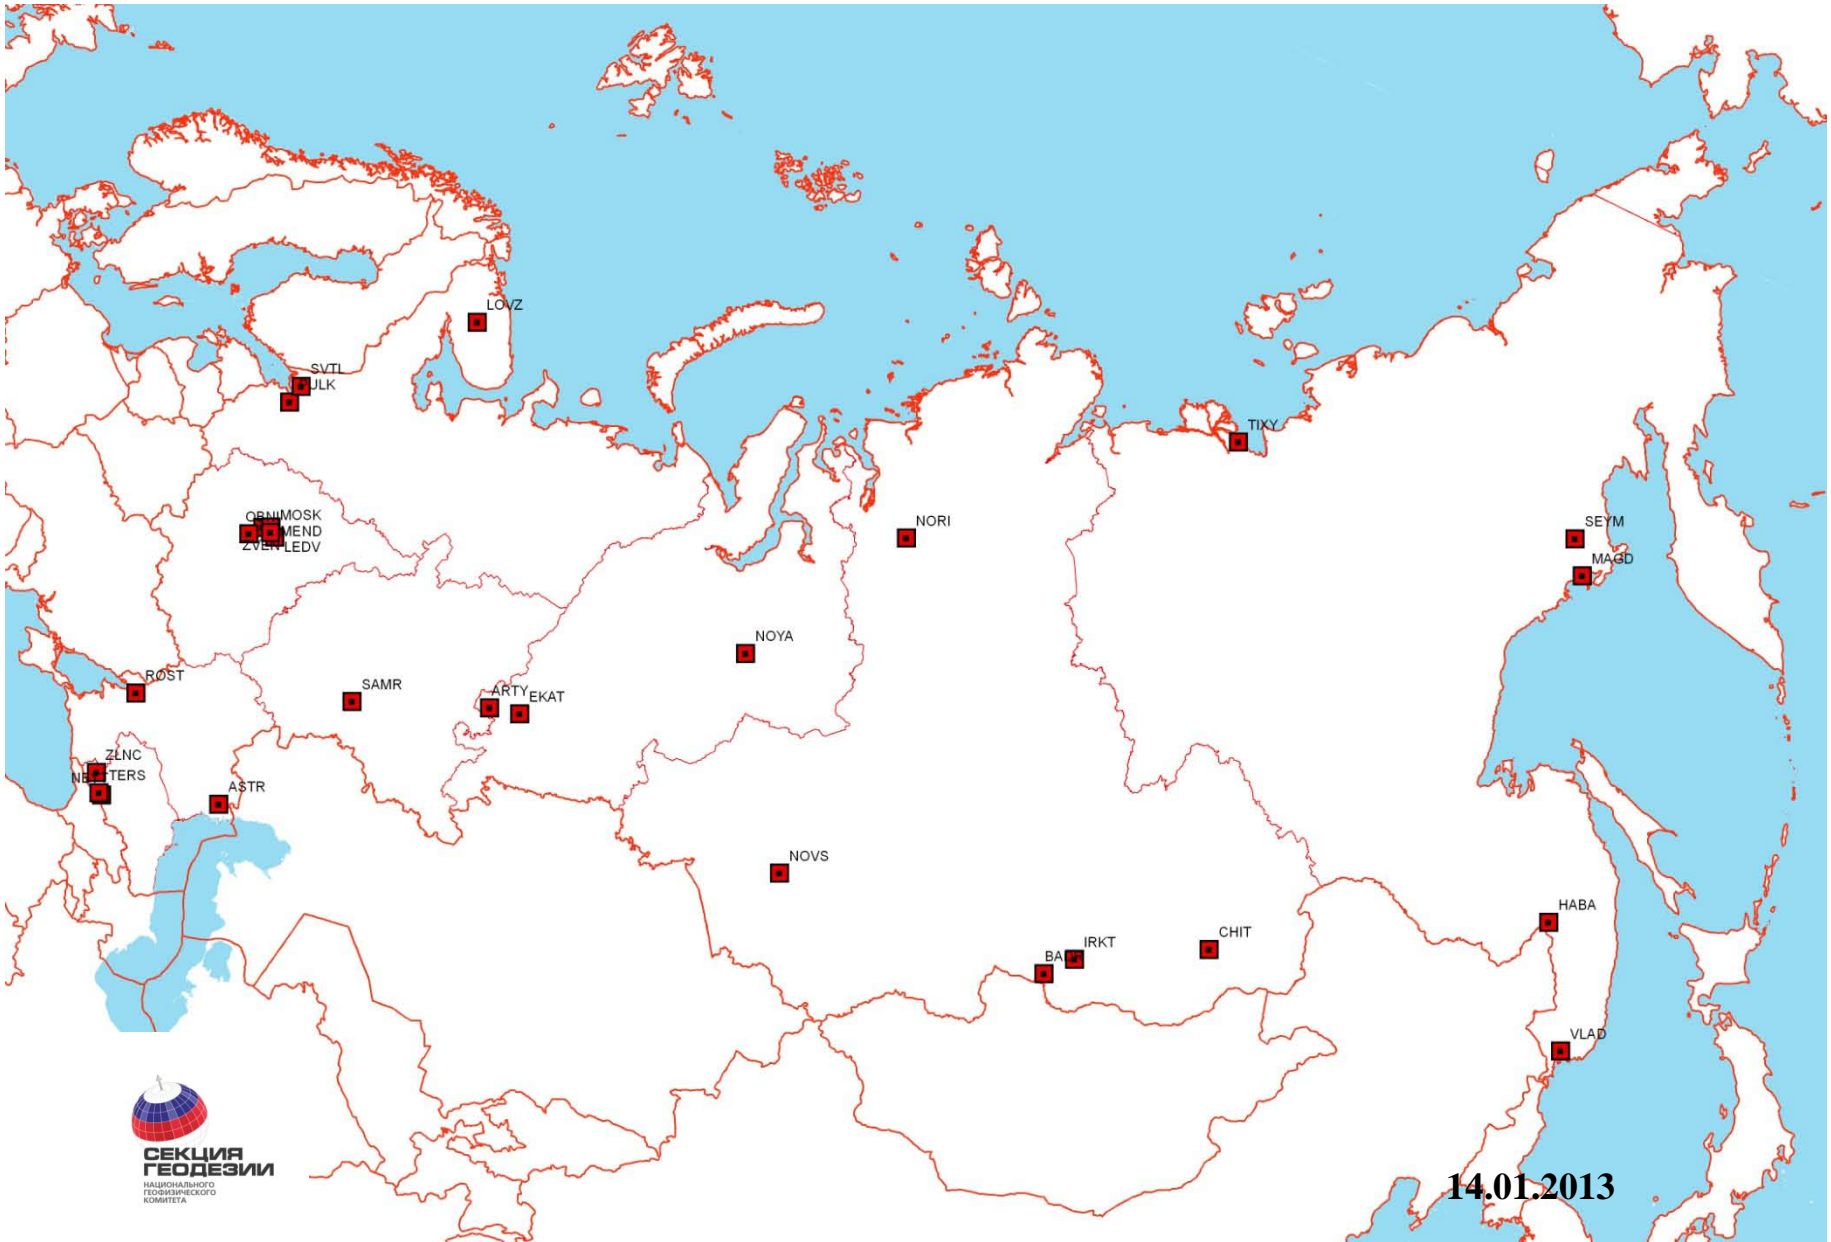 LOVZ
SVTL
ULK
TIXY
MOSK
MEND
ZVEN
LEDV
NORI
SEYM
MAGD
NOYA
ROST
SAMR
ARTY
EKAT
ZLNC
TERS
ASTR
NOVS
HABA
CHIT
IRKT
VLAD
СЕКЦИЯ
ГЕОДЕЗИИ
НАЦИОНАЛЬНОГО
ГЕОФИЗИЧЕСКОГО
КОМИТЕТА
14.01.2013